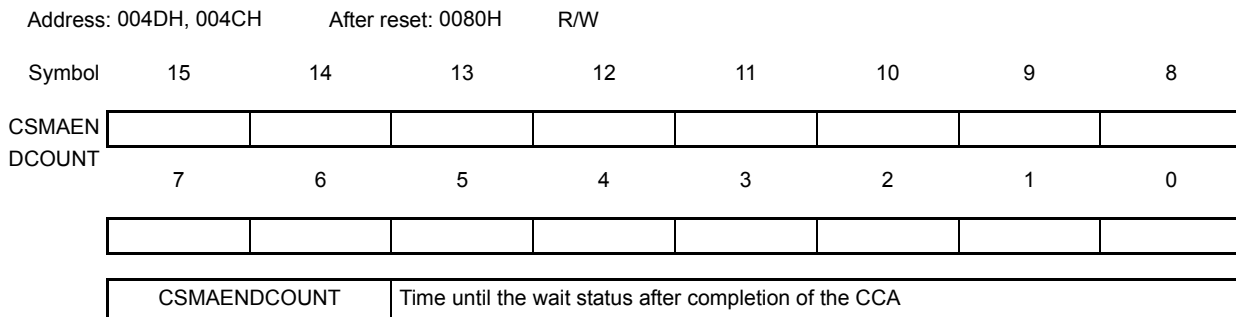 Address: 004DH, 004CH After reset: 0080H R/W
Symbol 15 14 13 12 11 10 9 8
CSMAEN
DCOUNT
7 6 5 4 3 2 1 0
CSMAENDCOUNT Time until the wait status after completion of the CCA